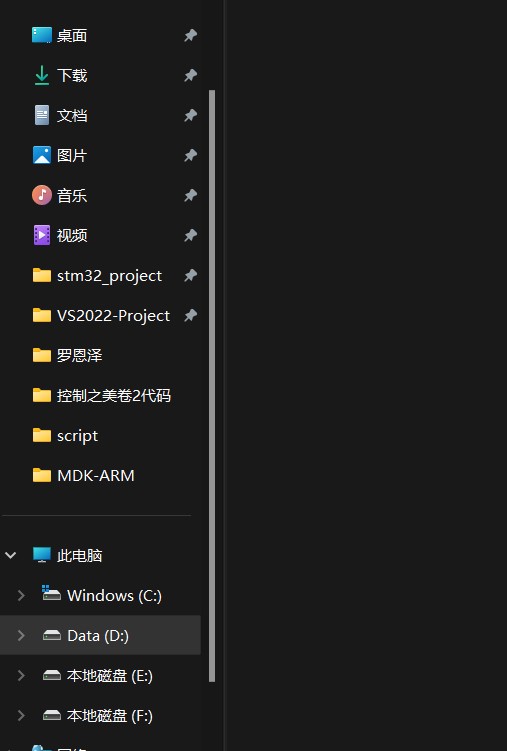 桌面
下载
文档
图片
音乐
视频
stm32_project
VS2022-Project
罗恩泽
控制之美卷2代码
script
MDK-ARM
此电脑
Windows (C:)
Data (D:)
本地磁盘 (E:)
本地磁盘 (F:)